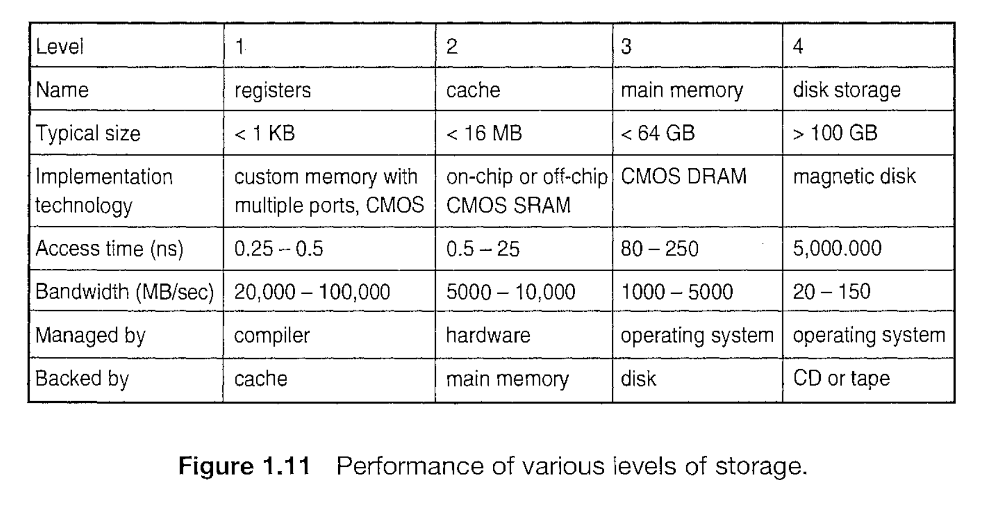 Level 1 2 3 4
Name registers cache main memory disk storage
Typical size < 1 KB < 16 MB < 64 GB > 100 GB
Implementation custom memory with on-chip or off-chip CMOS DRAM magnetic disk
technology multiple ports, CMOS CMOS SRAM
Access time (ns) 0.25 – 0.5 0.5 – 25 80 – 250 5,000.000
Bandwidth (MB/sec) 20,000 – 100,000 5000 – 10,000 1000 – 5000 20 – 150
Managed by compiler hardware operating system operating system
Backed by cache main memory disk CD or tape
Figure 1.11 Performance of various levels of storage.